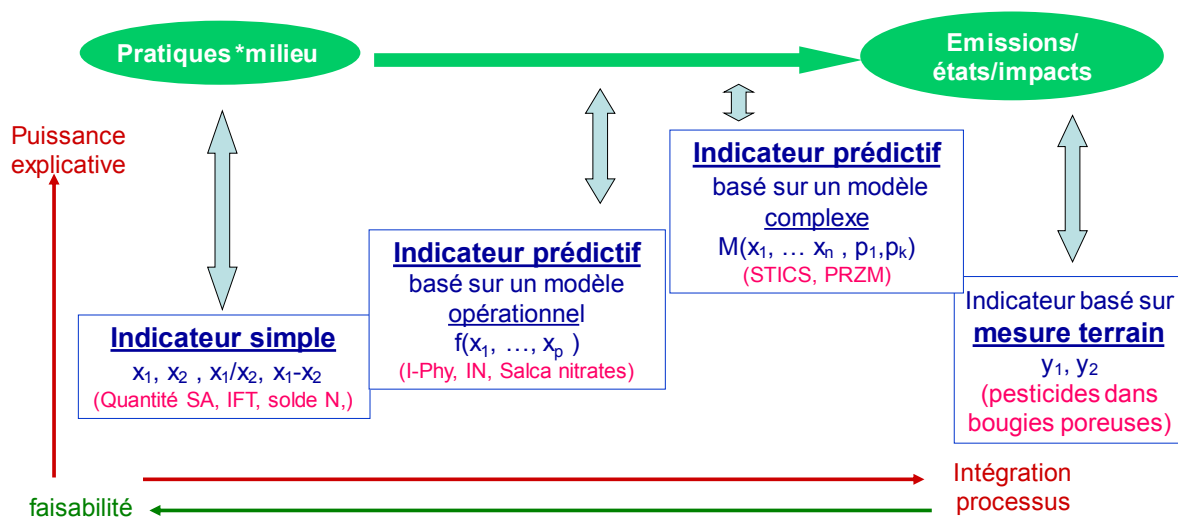 Pratiques *milieu
Emissions/
états/impacts
Puissance
explicative
Indicateur simple
x₁, x₂ , x₁/x₂, x₁-x₂
(Quantité SA, IFT, solde N,)
Indicateur prédictif
basé sur un modèle
opérationnel
f(x₁, …, xₚ )
(I-Phy, IN, Salca nitrates)
Indicateur prédictif
basé sur un modèle
complexe
M(x₁, … xₙ , p₁,pₖ)
(STICS, PRZM)
Indicateur basé sur
mesure terrain
y₁, y₂
(pesticides dans
bougies poreuses)
faisabilité
Intégration
processus